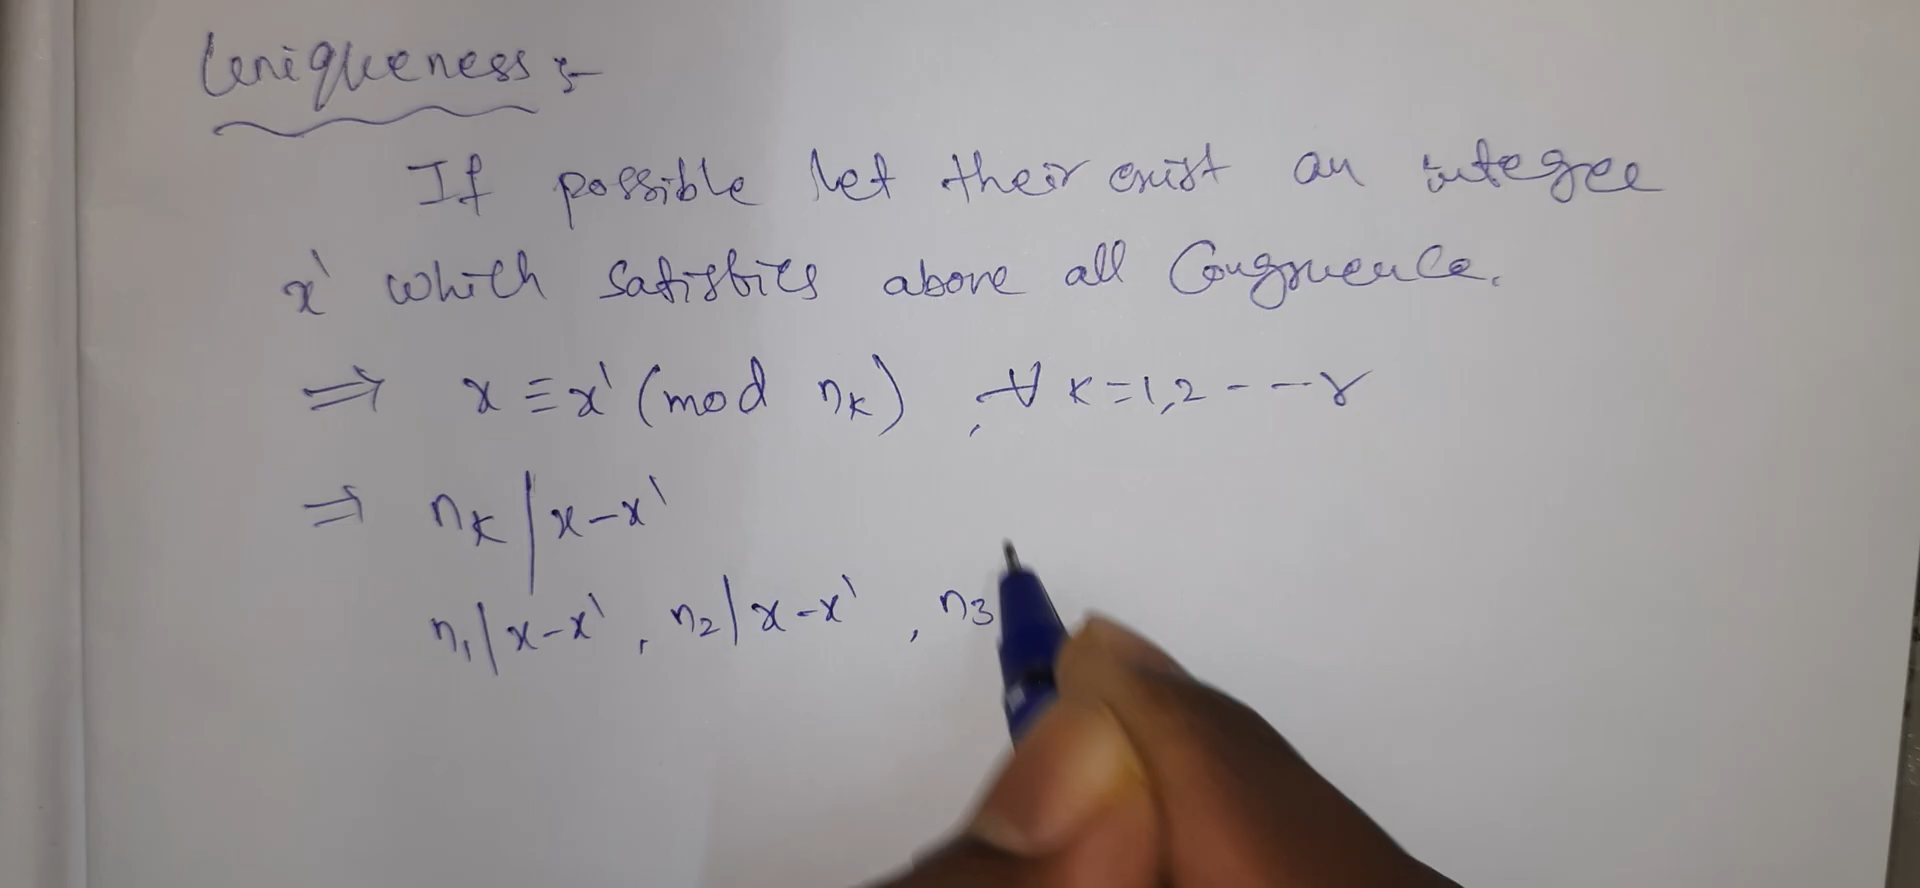 Uniqueness :-
If possible let their exist an integer
x' which satisfies above all Congruence.
⇒ x ≡ x' (mod nk) , ∀ k = 1,2 - - - r
⇒ nk | x-x'
n1 | x-x' , n2 | x-x' , n3